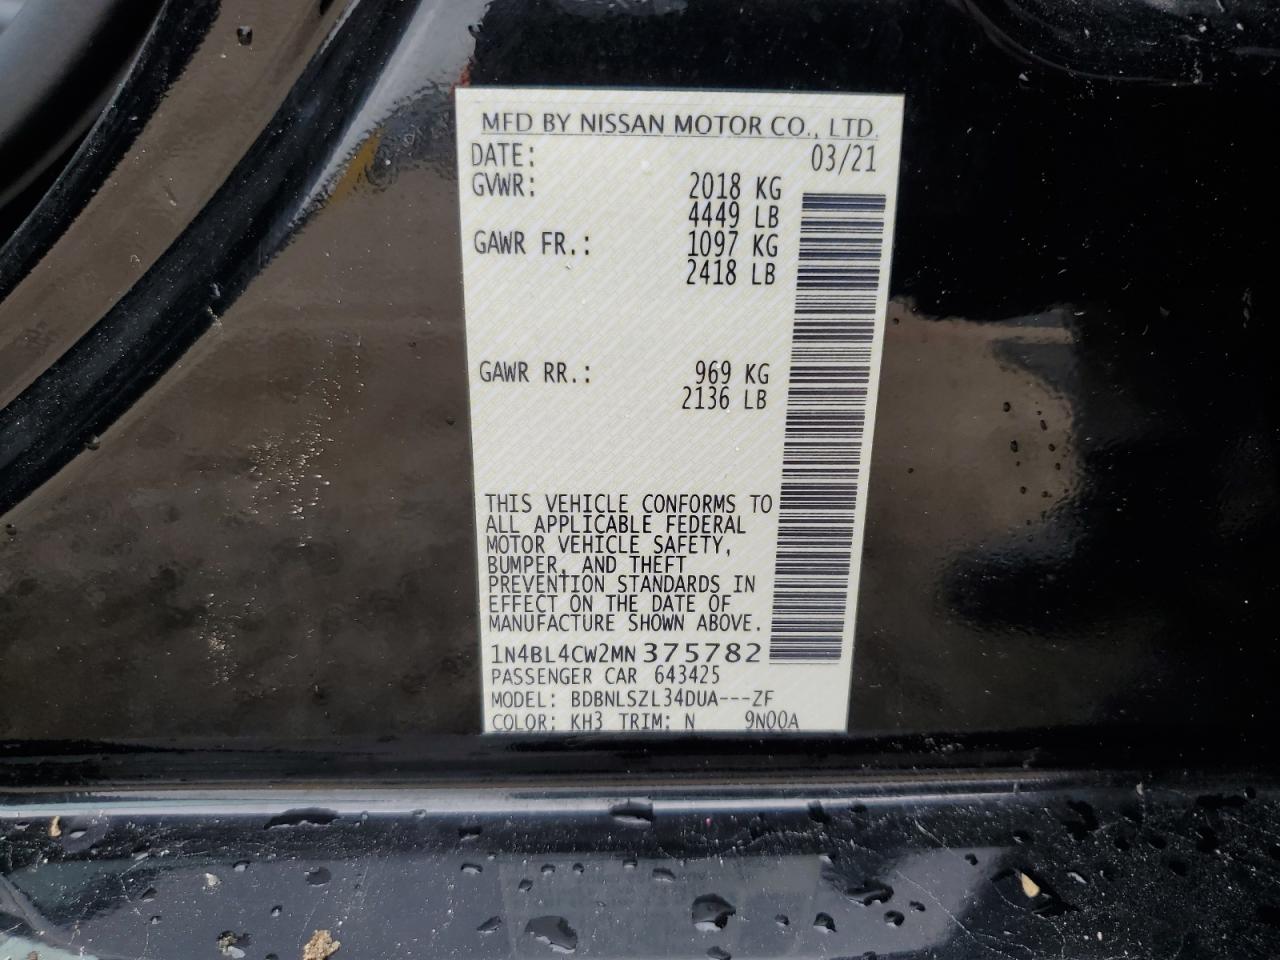 MFD BY NISSAN MOTOR CO., LTD.
DATE: 03/21
GVWR: 2018 KG
4449 LB
GAWR FR.: 1097 KG
2418 LB
GAWR RR.: 969 KG
2136 LB
THIS VEHICLE CONFORMS TO
ALL APPLICABLE FEDERAL
MOTOR VEHICLE SAFETY,
BUMPER, AND THEFT
PREVENTION STANDARDS IN
EFFECT ON THE DATE OF
MANUFACTURE SHOWN ABOVE.
1N4BL4CW2MN375782
PASSENGER CAR 643425
MODEL: BDBNLSZL34DUA---ZF
COLOR: KH3 TRIM: N 9N00A